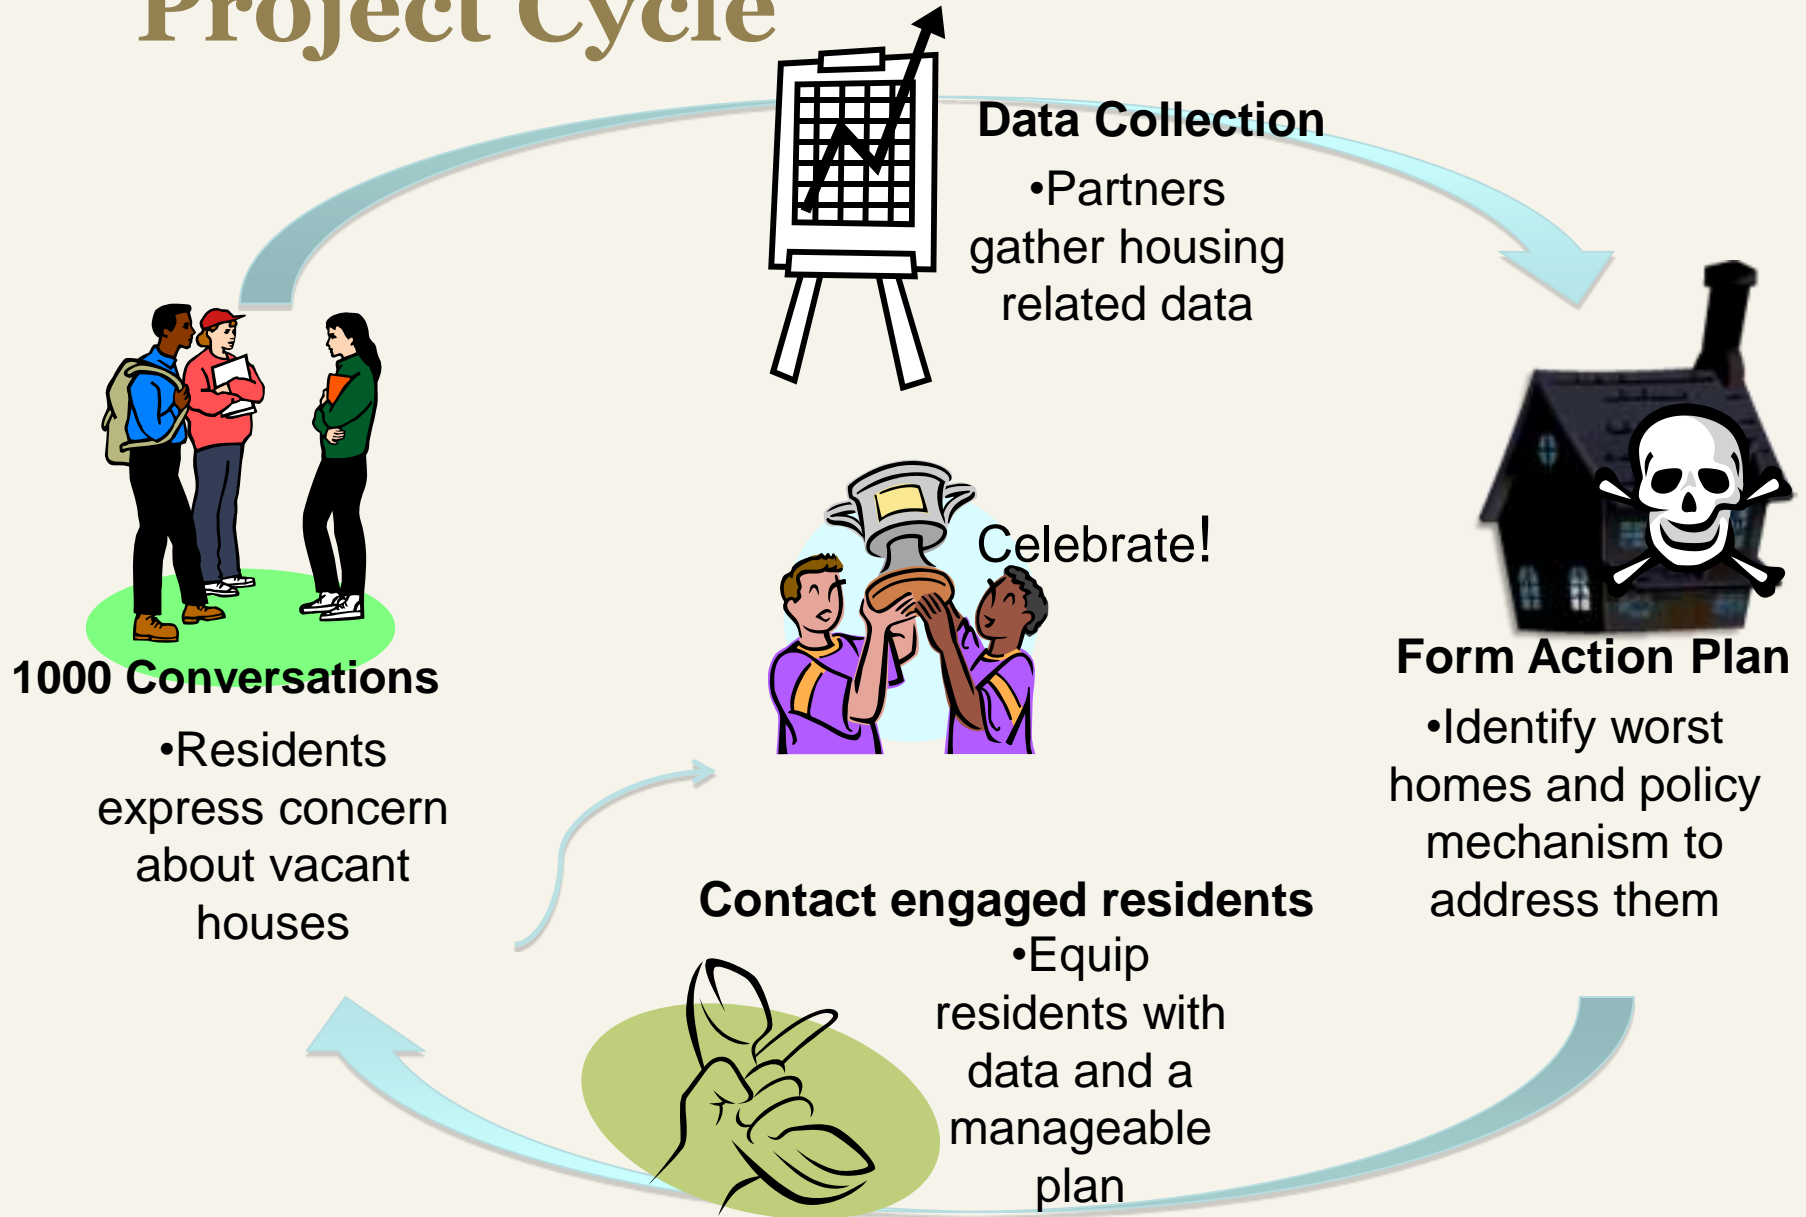 Project Cycle
Data Collection
•Partners
gather housing
related data
Celebrate!
1000 Conversations
•Residents
express concern
about vacant
houses
Form Action Plan
•Identify worst
homes and policy
mechanism to
address them
Contact engaged residents
•Equip
residents with
data and a
manageable
plan